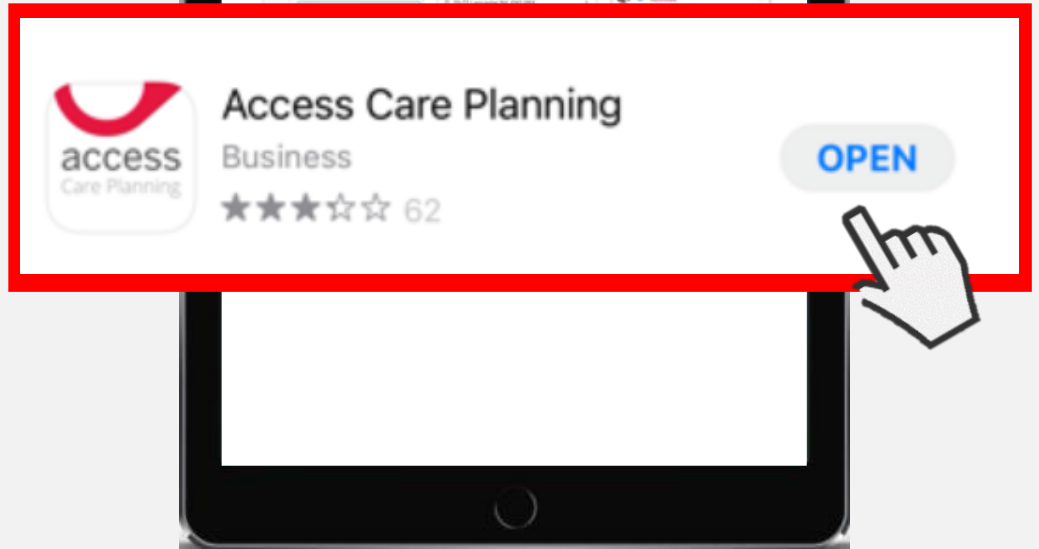 Access Care Planning
access
Care Planning
Business
OPEN
62